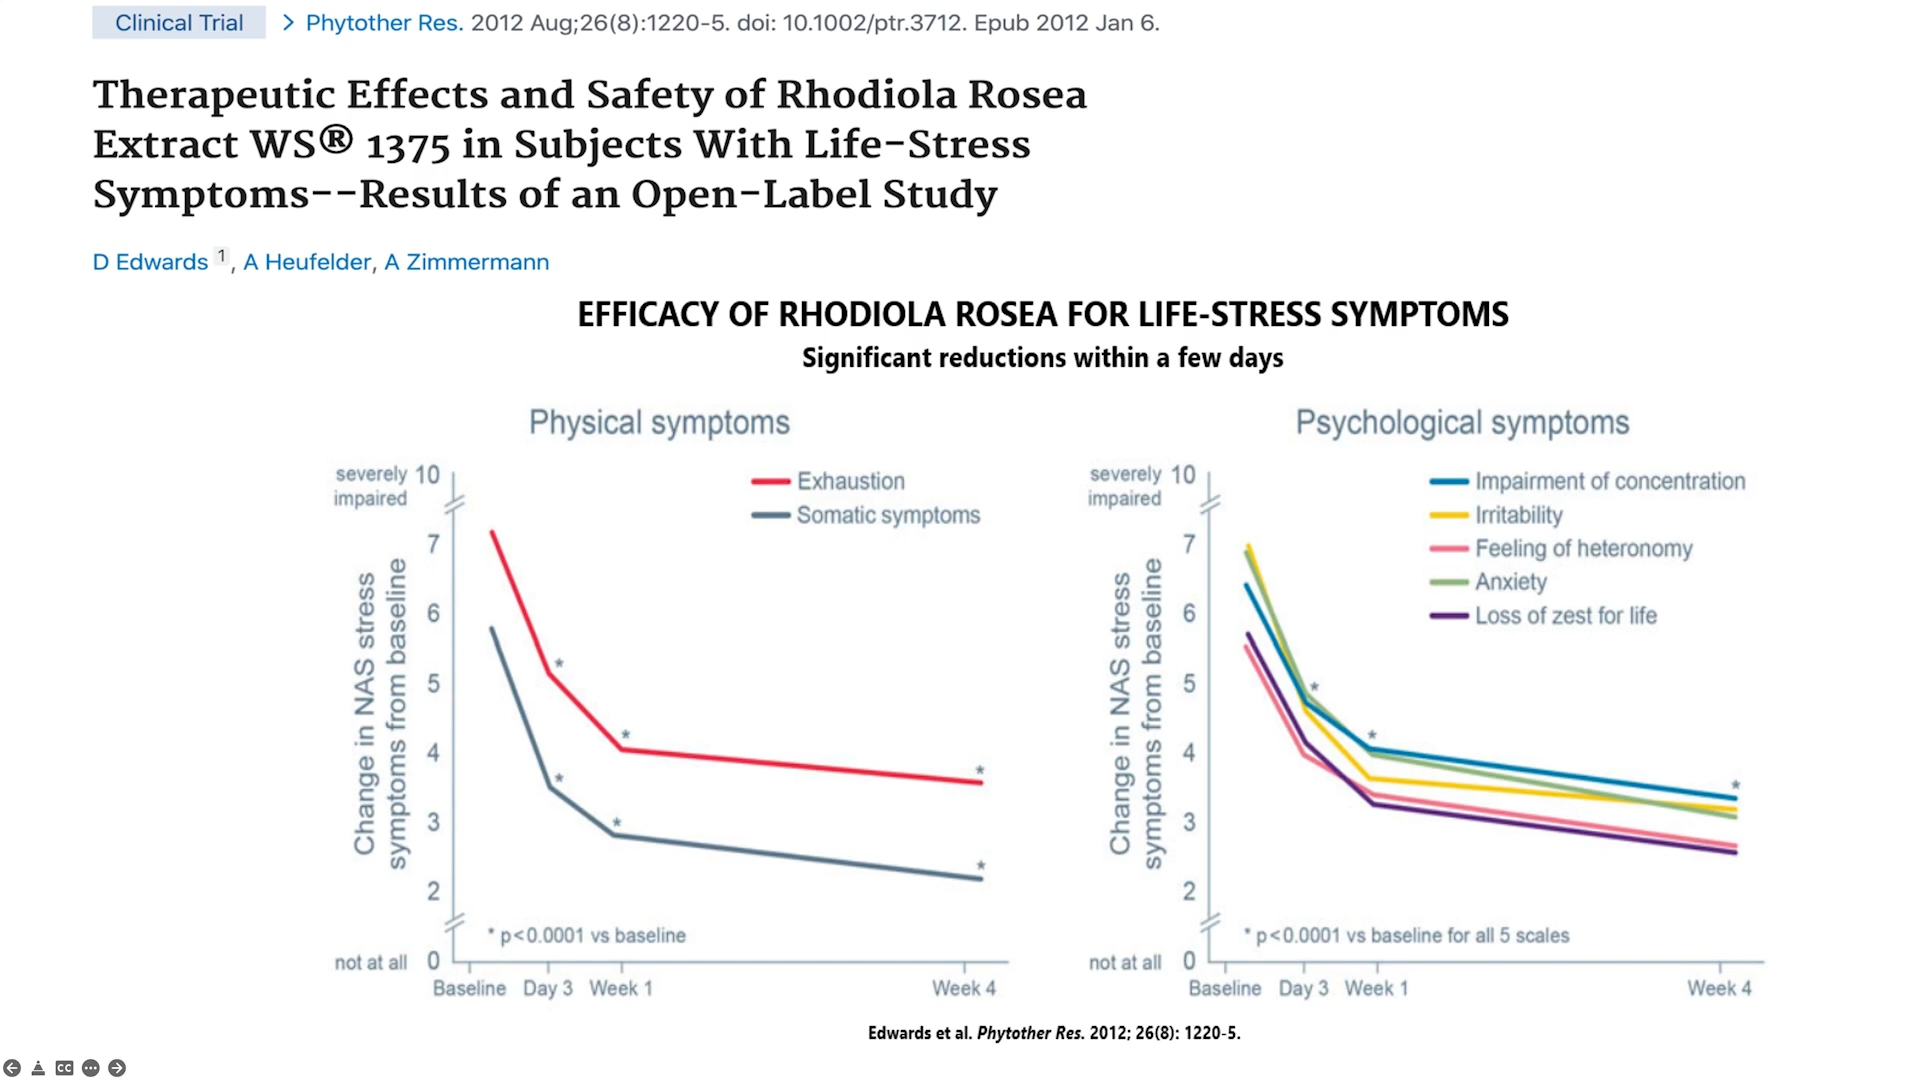 Clinical Trial > Phytother Res. 2012 Aug;26(8):1220-5. doi: 10.1002/ptr.3712. Epub 2012 Jan 6.
Therapeutic Effects and Safety of Rhodiola Rosea
Extract WS® 1375 in Subjects With Life-Stress
Symptoms--Results of an Open-Label Study
D Edwards 1, A Heufelder, A Zimmermann
EFFICACY OF RHODIOLA ROSEA FOR LIFE-STRESS SYMPTOMS
Significant reductions within a few days
Physical symptoms
severely 10
impaired
7
6
5
4
3
2
not at all 0
Change in NAS stress
symptoms from baseline
Exhaustion
Somatic symptoms
*
*
*
*
*
*
* p<0.0001 vs baseline
Baseline Day 3 Week 1 Week 4
Psychological symptoms
severely 10
impaired
7
6
5
4
3
2
not at all 0
Change in NAS stress
symptoms from baseline
Impairment of concentration
Irritability
Feeling of heteronomy
Anxiety
Loss of zest for life
*
*
*
* p<0.0001 vs baseline for all 5 scales
Baseline Day 3 Week 1 Week 4
Edwards et al. Phytother Res. 2012; 26(8): 1220-5.
CC